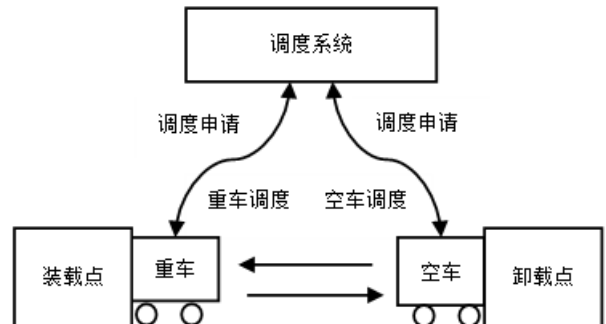 调度系统
调度申请
调度申请
重车调度
空车调度
装载点
重车
空车
卸载点